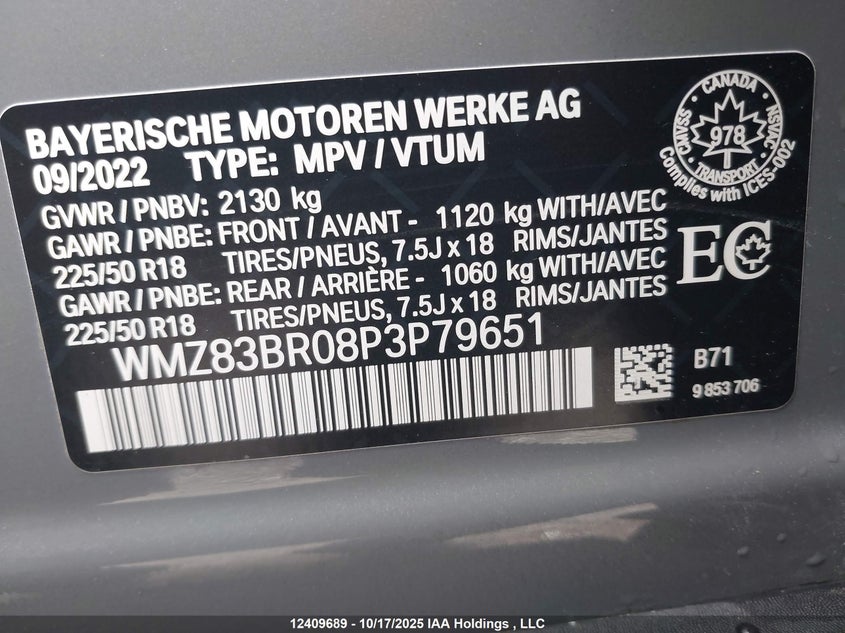 BAYERISCHE MOTOREN WERKE AG
09/2022 TYPE: MPV / VTUM
GVWR / PNBV: 2130 kg
GAWR / PNBE: FRONT / AVANT - 1120 kg WITH/AVEC
225/50 R18 TIRES/PNEUS, 7.5J x 18 RIMS/JANTES
GAWR / PNBE: REAR / ARRIÈRE - 1060 kg WITH/AVEC
225/50 R18 TIRES/PNEUS, 7.5J x 18 RIMS/JANTES
WMZ83BR08P3P79651
CANADA
CMVSS
NSVAC
978
TRANSPORT
Complies with ICES-002
EC
B71
9 853 706
12409689 - 10/17/2025 IAA Holdings , LLC